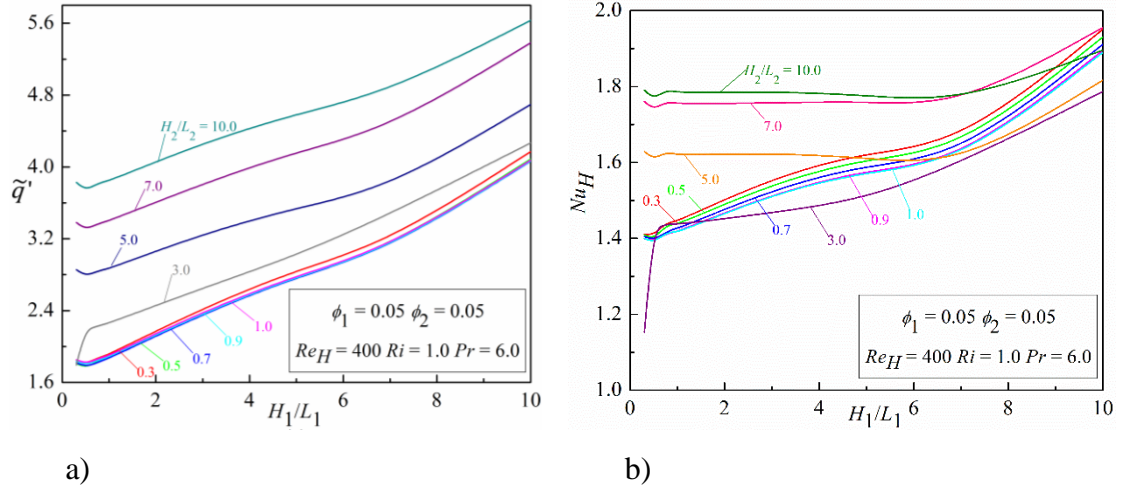 5.6
4.8
4.0
3.2
2.4
1.6
q̃'
H2/L2 = 10.0
7.0
5.0
3.0
1.0
0.9
0.7
0.5
0.3
ϕ1 = 0.05 ϕ2 = 0.05
ReH = 400 Ri = 1.0 Pr = 6.0
0 2 4 6 8 10
H1/L1
a)
2.0
1.8
1.6
1.4
1.2
1.0
NuH
H2/L2 = 10.0
7.0
5.0
0.5
0.3
0.7
3.0
0.9
1.0
ϕ1 = 0.05 ϕ2 = 0.05
ReH = 400 Ri = 1.0 Pr = 6.0
0 2 4 6 8 10
H1/L1
b)